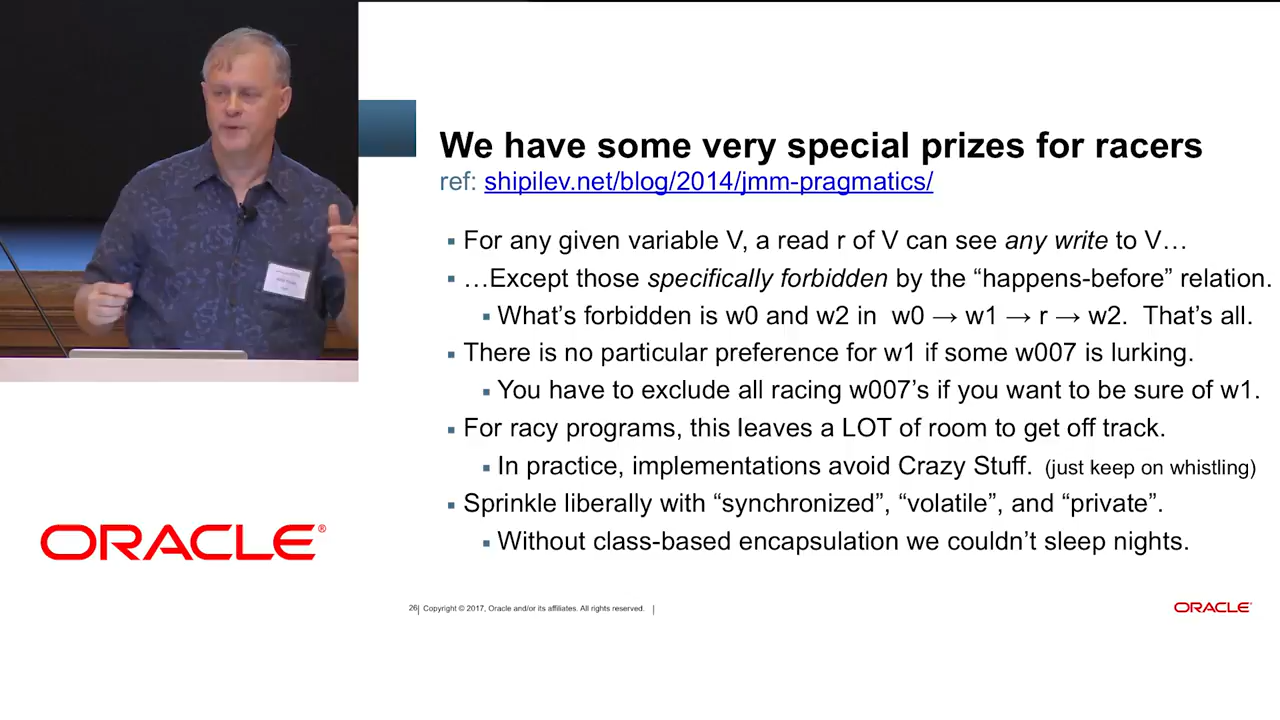 We have some very special prizes for racers
ref: shipilev.net/blog/2014/jmm-pragmatics/
▪ For any given variable V, a read r of V can see any write to V…
▪ …Except those specifically forbidden by the “happens-before” relation.
▪ What’s forbidden is w0 and w2 in w0 → w1 → r → w2. That’s all.
▪ There is no particular preference for w1 if some w007 is lurking.
▪ You have to exclude all racing w007’s if you want to be sure of w1.
▪ For racy programs, this leaves a LOT of room to get off track.
▪ In practice, implementations avoid Crazy Stuff. (just keep on whistling)
▪ Sprinkle liberally with “synchronized”, “volatile”, and “private”.
▪ Without class-based encapsulation we couldn’t sleep nights.
ORACLE®
26| Copyright © 2017, Oracle and/or its affiliates. All rights reserved. |
ORACLE®